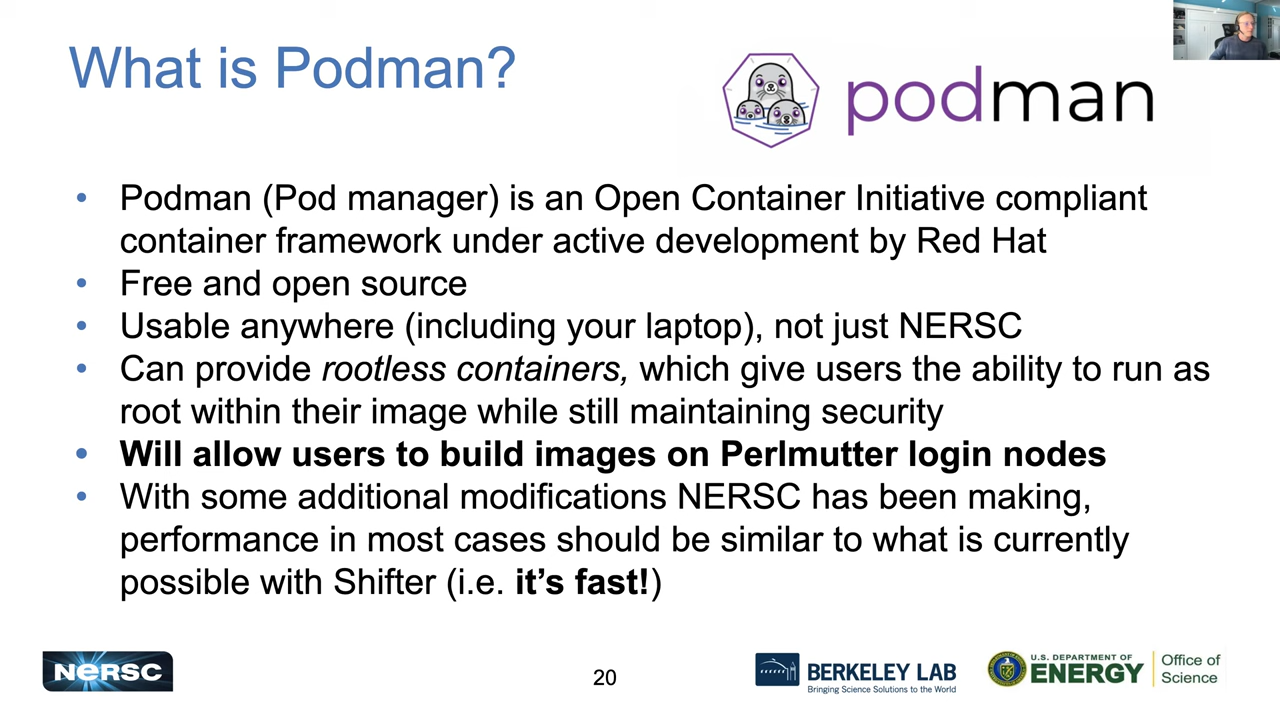 What is Podman?
podman
• Podman (Pod manager) is an Open Container Initiative compliant
container framework under active development by Red Hat
• Free and open source
• Usable anywhere (including your laptop), not just NERSC
• Can provide rootless containers, which give users the ability to run as
root within their image while still maintaining security
• Will allow users to build images on Perlmutter login nodes
• With some additional modifications NERSC has been making,
performance in most cases should be similar to what is currently
possible with Shifter (i.e. it’s fast!)
NERSC
20
BERKELEY LAB
Bringing Science Solutions to the World
U.S. DEPARTMENT OF
ENERGY
Office of
Science